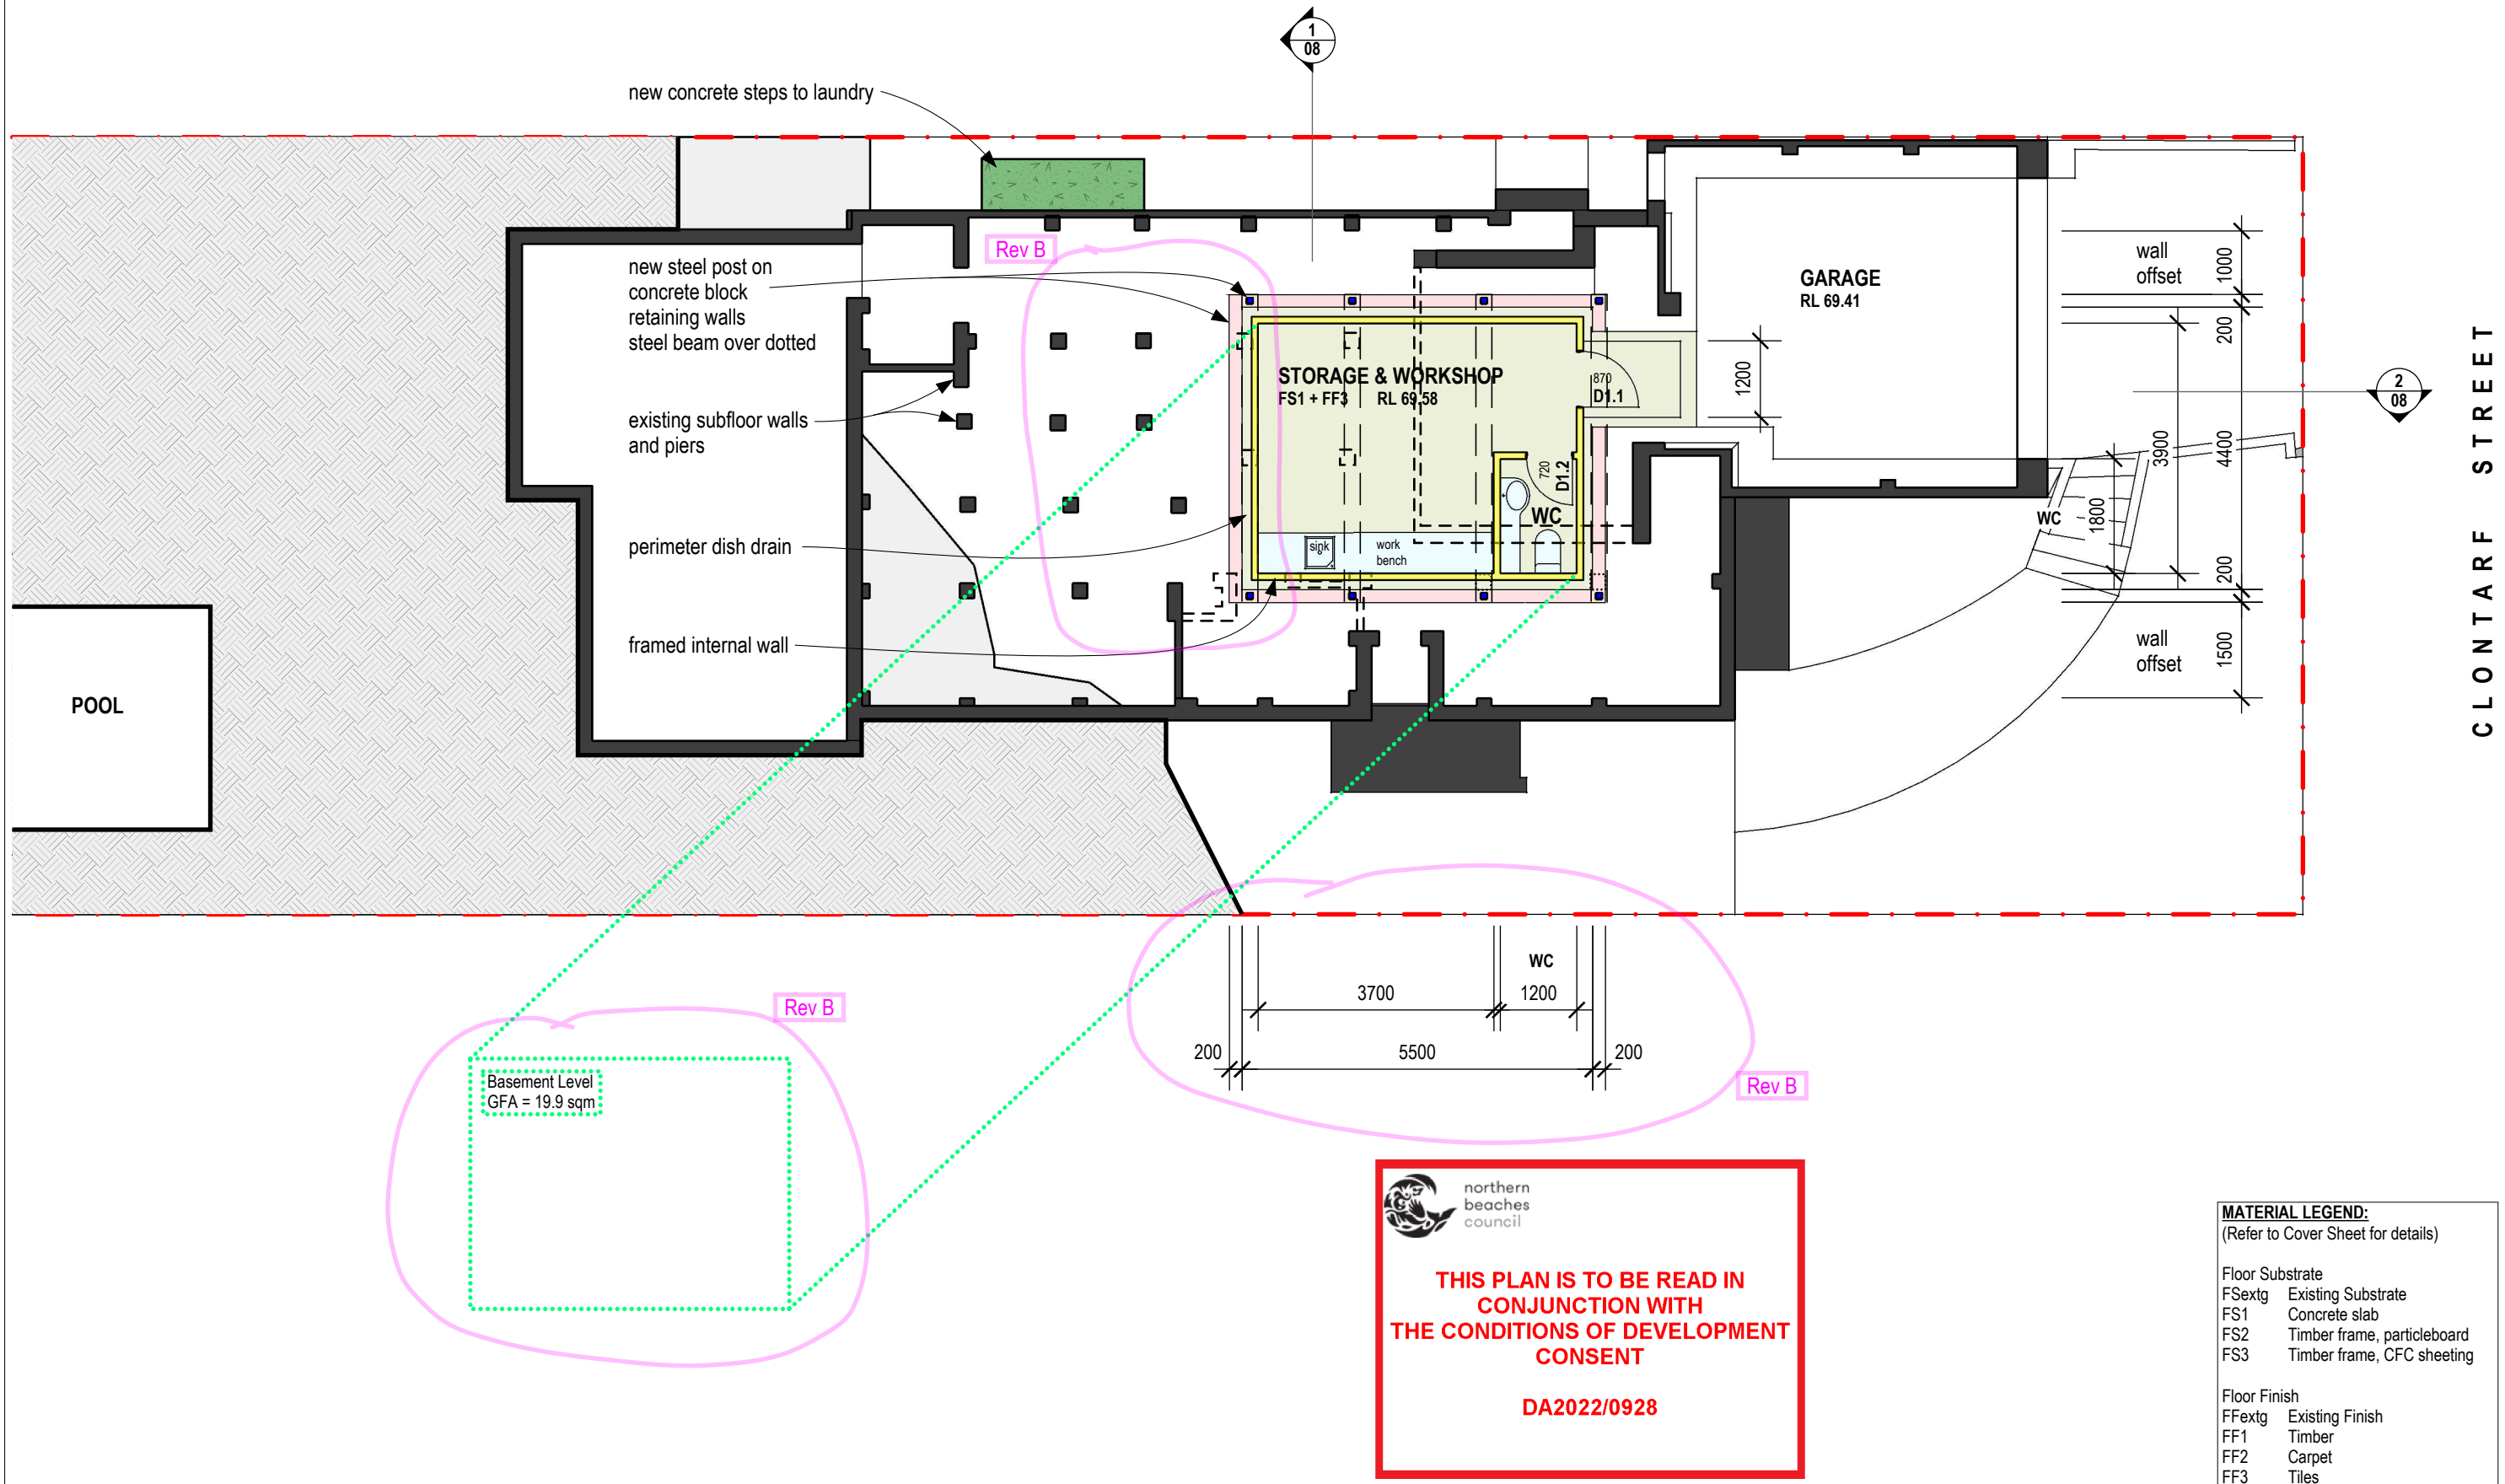 1
08
new concrete steps to laundry
Rev B
new steel post on
concrete block
retaining walls
steel beam over dotted
existing subfloor walls
and piers
perimeter dish drain
framed internal wall
POOL
STORAGE & WORKSHOP
FS1 + FF3 RL 69.58
870
D1.1
720
D1.2
WC
sink
work
bench
GARAGE
RL 69.41
1200
WC
1800
wall
offset
1000
200
3900
4400
200
wall
offset
1500
2
08
CLONTARF STREET
WC
3700
1200
200
5500
200
Rev B
Rev B
Basement Level
GFA = 19.9 sqm
northern
beaches
council
THIS PLAN IS TO BE READ IN
CONJUNCTION WITH
THE CONDITIONS OF DEVELOPMENT
CONSENT
DA2022/0928
MATERIAL LEGEND:
(Refer to Cover Sheet for details)
Floor Substrate
FSextg Existing Substrate
FS1 Concrete slab
FS2 Timber frame, particleboard
FS3 Timber frame, CFC sheeting
Floor Finish
FFextg Existing Finish
FF1 Timber
FF2 Carpet
FF3 Tiles